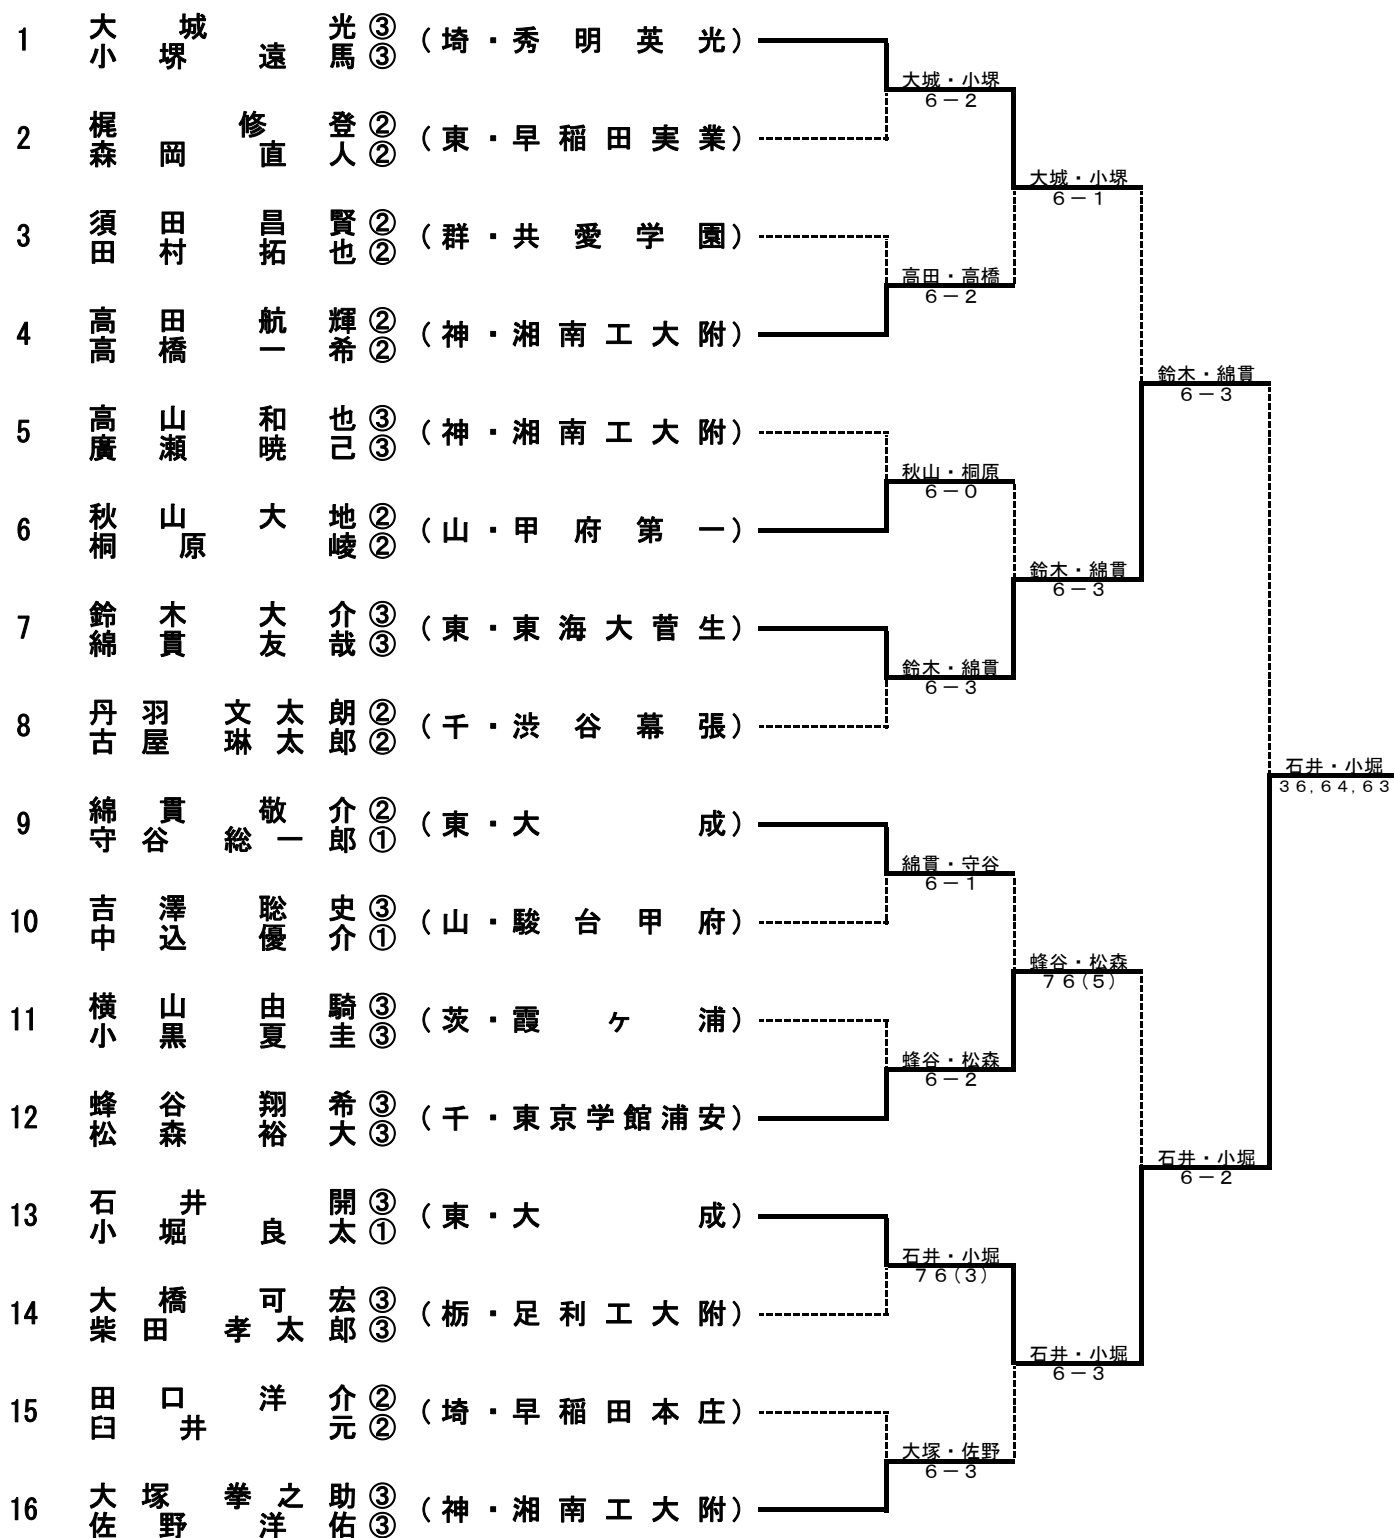 1 大城 光③ (埼・秀明英光)
小堺 遠馬③
大城・小堺
6-2
2 梶 修登② (東・早稲田実業)
森岡 直人②
大城・小堺
6-1
3 須田 昌賢② (群・共愛学園)
田村 拓也②
高田・高橋
6-2
4 高田 航輝② (神・湘南工大附)
高橋 一希②
鈴木・綿貫
6-3
5 高山 和也③ (神・湘南工大附)
廣瀬 暁己③
秋山・桐原
6-0
6 秋山 大地② (山・甲府第一)
桐原 崚②
鈴木・綿貫
6-3
7 鈴木 大介③ (東・東海大菅生)
綿貫 友哉③
鈴木・綿貫
6-3
8 丹羽 文太朗② (千・渋谷幕張)
古屋 琳太郎②
石井・小堀
36,64,63
9 綿貫 敬介② (東・大成)
守谷 総一郎①
綿貫・守谷
6-1
10 吉澤 聡史③ (山・駿台甲府)
中込 優介①
蜂谷・松森
76(5)
11 横山 由騎③ (茨・霞ヶ浦)
小黒 夏圭③
蜂谷・松森
6-2
12 蜂谷 翔希③ (千・東京学館浦安)
松森 裕大③
石井・小堀
6-2
13 石井 開③ (東・大成)
小堀 良太①
石井・小堀
76(3)
14 大橋 可宏③ (栃・足利工大附)
柴田 孝太郎③
石井・小堀
6-3
15 田口 洋介② (埼・早稲田本庄)
臼井 元②
大塚・佐野
6-3
16 大塚 拳之助③ (神・湘南工大附)
佐野 洋佑③